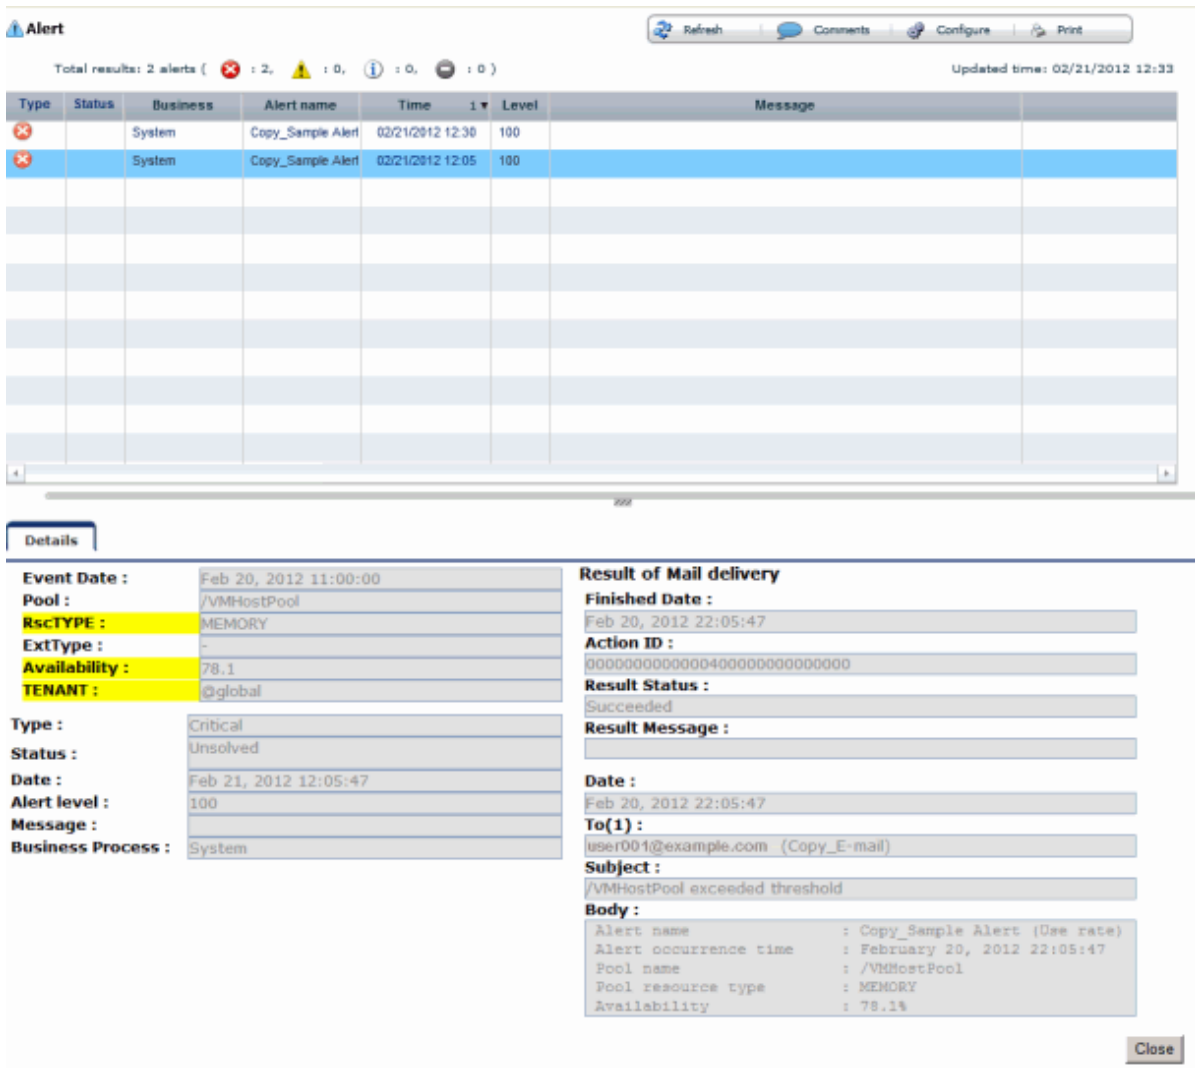 Alert
Refresh
Comments
Configure
Print
Total results: 2 alerts ( : 2, : 0, : 0, : 0 )
Updated time: 02/21/2012 12:33
Type Status Business Alert name Time 1 ▼ Level Message
System Copy_Sample Alert 02/21/2012 12:30 100
System Copy_Sample Alert 02/21/2012 12:05 100
Details
Event Date : Feb 20, 2012 11:00:00
Pool : /VMHostPool
RscTYPE : MEMORY
ExtType : -
Availability : 78.1
TENANT : @global
Type : Critical
Status : Unsolved
Date : Feb 21, 2012 12:05:47
Alert level : 100
Message :
Business Process : System
Result of Mail delivery
Finished Date :
Feb 20, 2012 22:05:47
Action ID :
Result Status :
Succeeded
Result Message :
Date :
Feb 20, 2012 22:05:47
To(1) :
user001@example.com (Copy_E-mail)
Subject :
/VMHostPool exceeded threshold
Body :
Alert name : Copy_Sample Alert (Use rate)
Alert occurrence time : February 20, 2012 22:05:47
Pool name : /VMHostPool
Pool resource type : MEMORY
Availability : 78.1%
Close